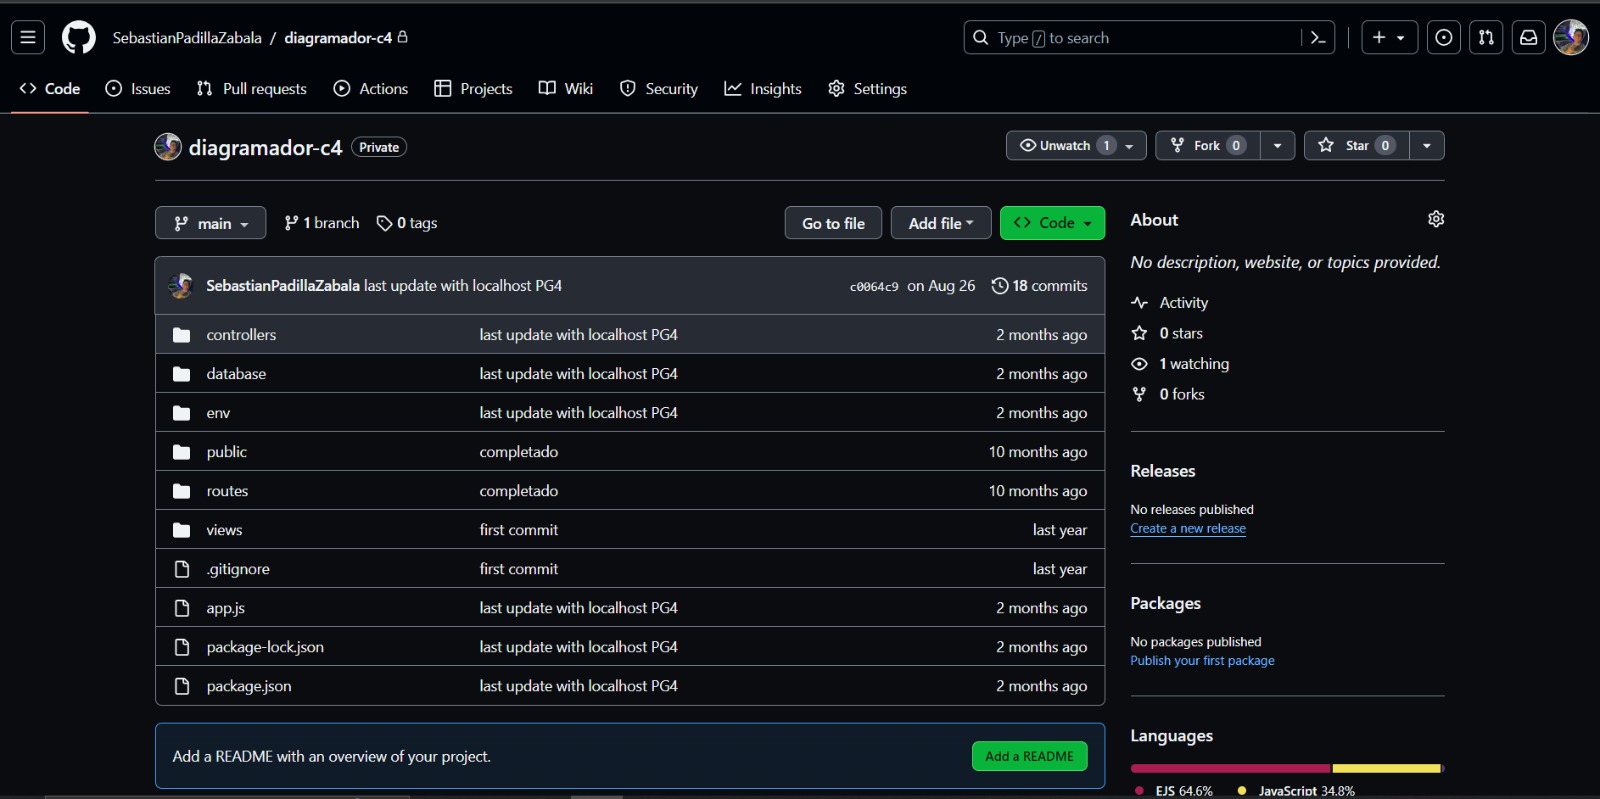 SebastianPadillaZabala / diagramador-c4
Type / to search
Code Issues Pull requests Actions Projects Wiki Security Insights Settings
diagramador-c4 Private
Unwatch 1 Fork 0 Star 0
main 1 branch 0 tags Go to file Add file Code
SebastianPadillaZabala last update with localhost PG4 c0064c9 on Aug 26 18 commits
controllers last update with localhost PG4 2 months ago
database last update with localhost PG4 2 months ago
env last update with localhost PG4 2 months ago
public completado 10 months ago
routes completado 10 months ago
views first commit last year
.gitignore first commit last year
app.js last update with localhost PG4 2 months ago
package-lock.json last update with localhost PG4 2 months ago
package.json last update with localhost PG4 2 months ago
Add a README with an overview of your project. Add a README
About
No description, website, or topics provided.
Activity
0 stars
1 watching
0 forks
Releases
No releases published
Create a new release
Packages
No packages published
Publish your first package
Languages
EJS 64.6% JavaScript 34.8%